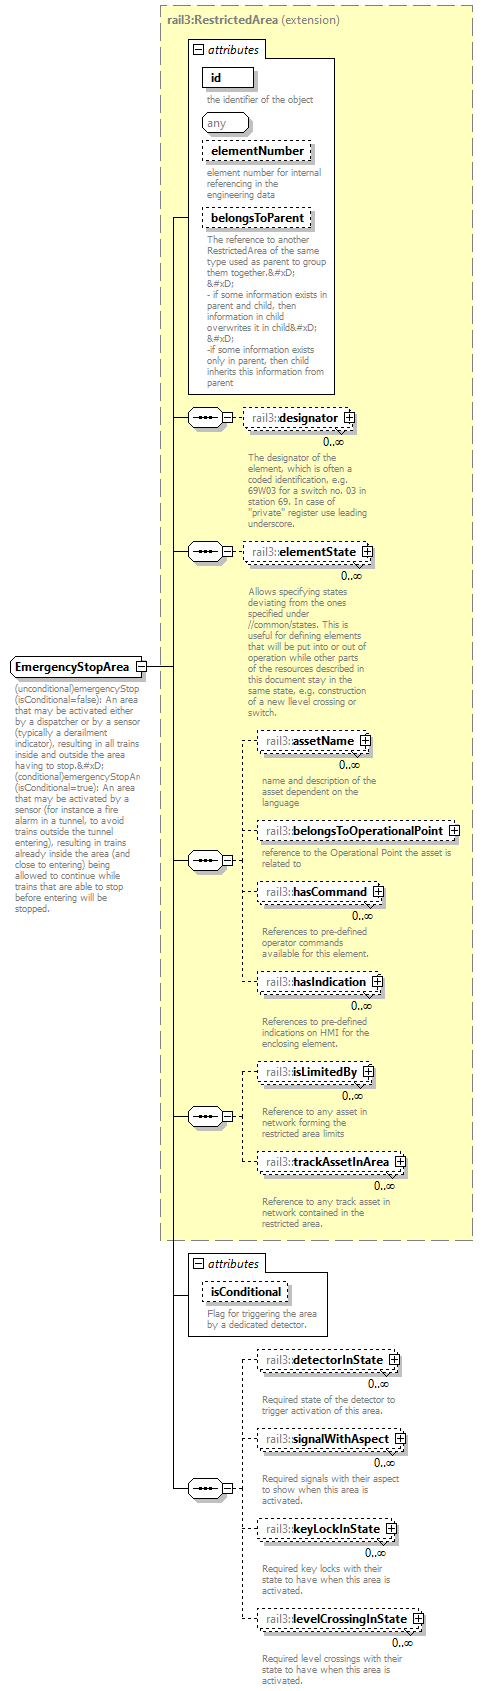 rail3:RestrictedArea (extension)
attributes
id
the identifier of the object
any
elementNumber
element number for internal
referencing in the
engineering data
belongsToParent
The reference to another
RestrictedArea of the same
type used as parent to group
them together.&#xD;
&#xD;
- if some information exists in
parent and child, then
information in child
overwrites it in child&#xD;
&#xD;
-if some information exists
only in parent, then child
inherits this information from
parent
rail3::designator
0..∞
The designator of the
element, which is often a
coded identification, e.g.
69W03 for a switch no. 03 in
station 69. In case of
"private" register use leading
underscore.
rail3::elementState
0..∞
Allows specifying states
deviating from the ones
specified under
//common/states. This is
useful for defining elements
that will be put into or out of
operation while other parts
of the resources described in
this document stay in the
same state, e.g. construction
of a new llevel crossing or
switch.
EmergencyStopArea
(unconditional)emergencyStop
(isConditional=false): An area
that may be activated either
by a dispatcher or by a sensor
(typically a derailment
indicator), resulting in all trains
inside and outside the area
having to stop.&#xD;
(conditional)emergencyStopAr
(isConditional=true): An area
that may be activated by a
sensor (for instance a fire
alarm in a tunnel, to avoid
trains outside the tunnel
entering), resulting in trains
already inside the area (and
close to entering) being
allowed to continue while
trains that are able to stop
before entering will be
stopped.
rail3::assetName
0..∞
name and description of the
asset dependent on the
language
rail3::belongsToOperationalPoint
reference to the Operational Point the asset is
related to
rail3::hasCommand
0..∞
References to pre-defined
operator commands
available for this element.
rail3::hasIndication
0..∞
References to pre-defined
indications on HMI for the
enclosing element.
rail3::isLimitedBy
0..∞
Reference to any asset in
network forming the
restricted area limits
rail3::trackAssetInArea
0..∞
Reference to any track asset in
network contained in the
restricted area.
attributes
isConditional
Flag for triggering the area
by a dedicated detector.
rail3::detectorInState
0..∞
Required state of the detector to
trigger activation of this area.
rail3::signalWithAspect
0..∞
Required signals with their aspect
to show when this area is
activated.
rail3::keyLockInState
0..∞
Required key locks with their
state to have when this area is
activated.
rail3::levelCrossingInState
0..∞
Required level crossings with their
state to have when this area is
activated.